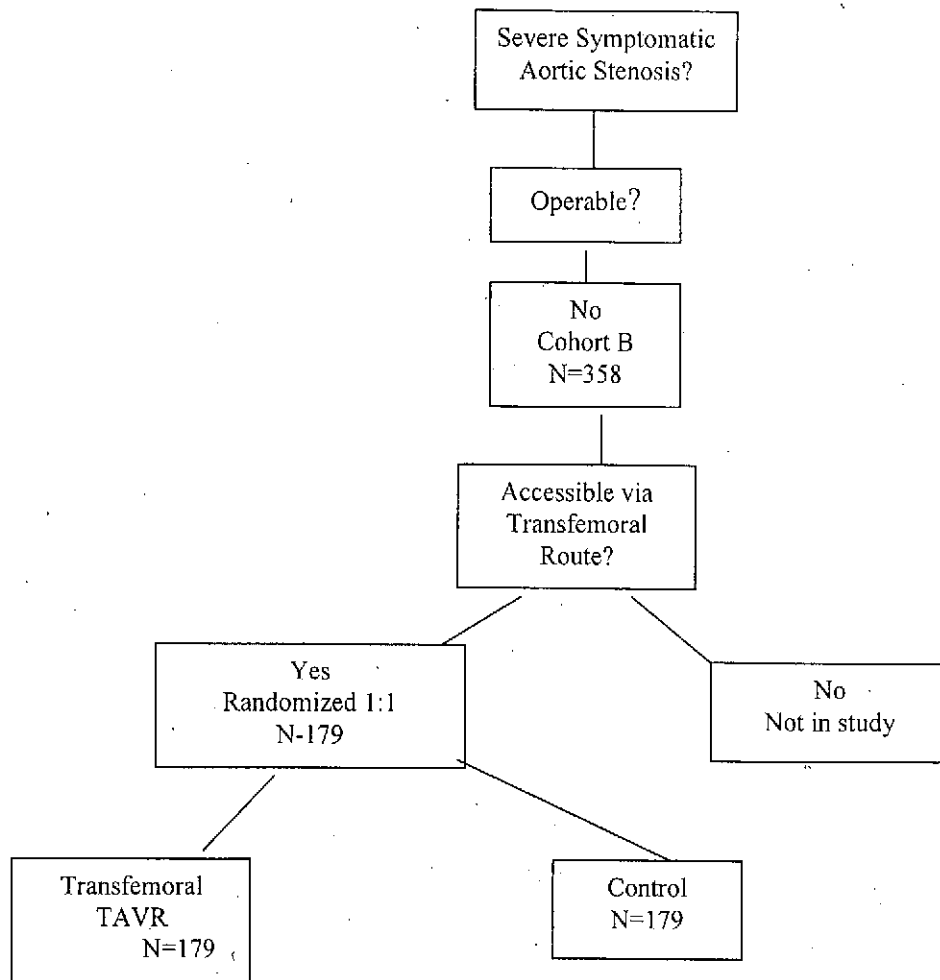 Severe Symptomatic
Aortic Stenosis?
Operable?
No
Cohort B
N=358
Accessible via
Transfemoral
Route?
Yes
Randomized 1:1
N-179
No
Not in study
Transfemoral
TAVR
N=179
Control
N=179